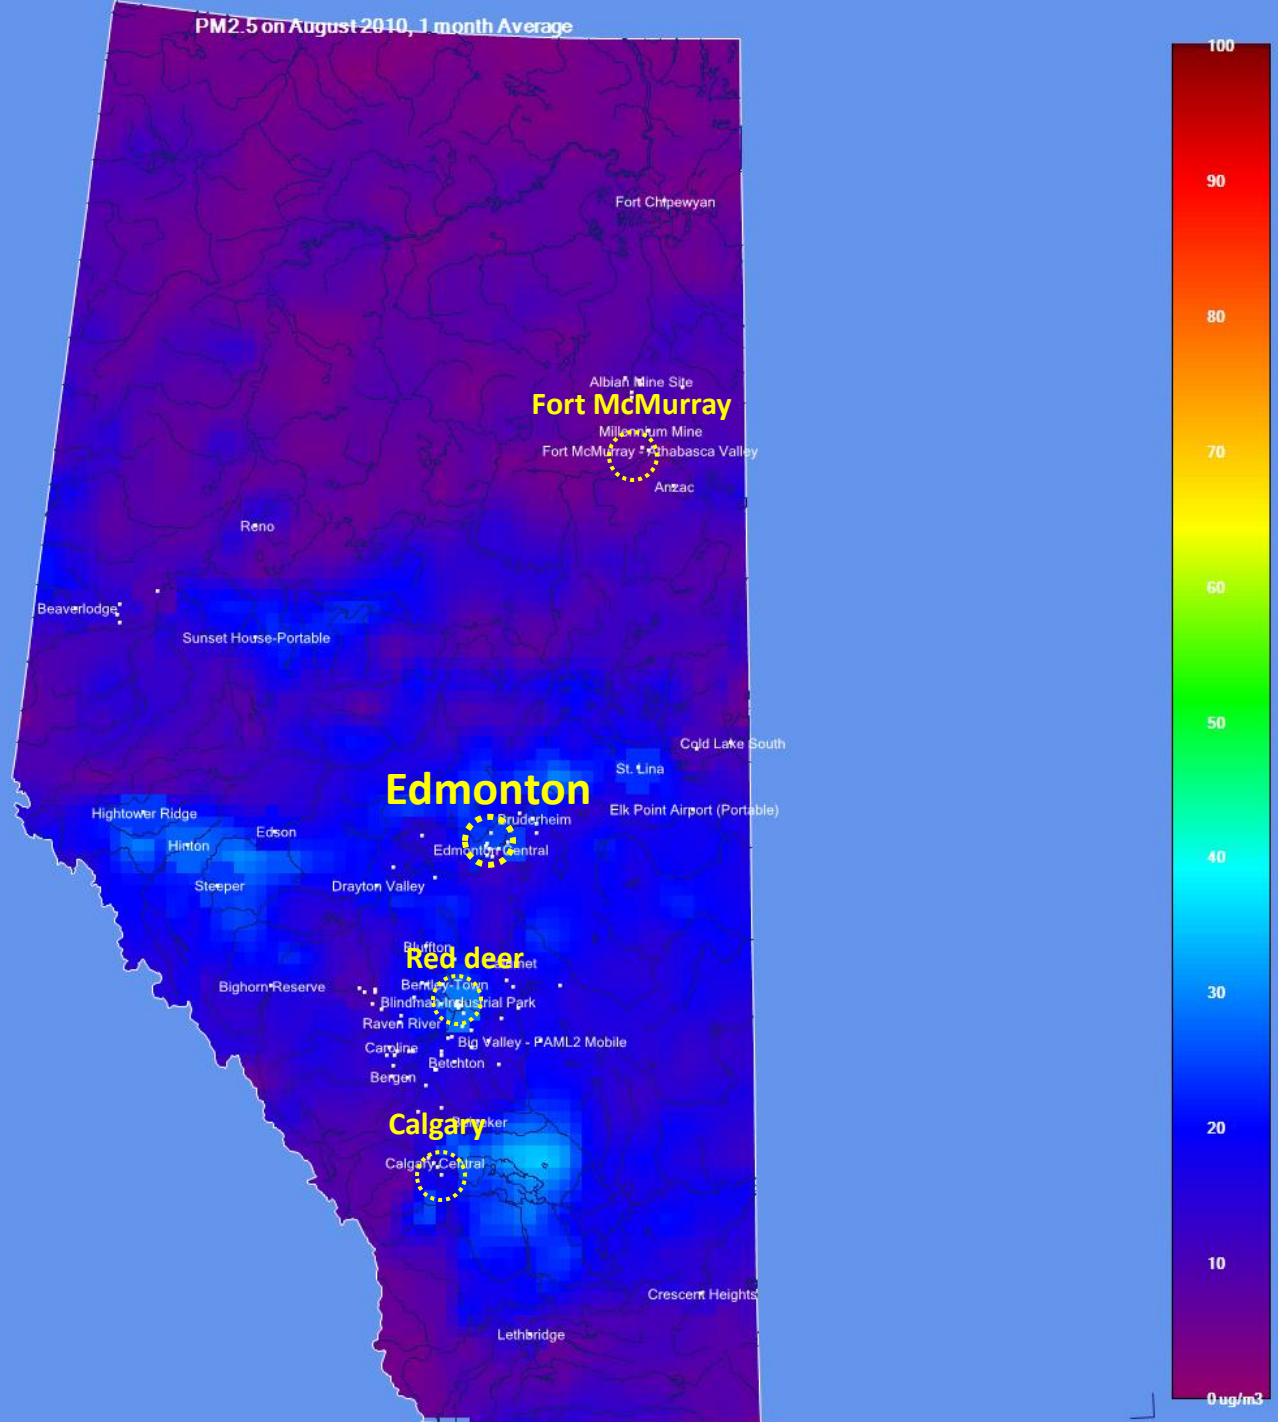 PM2.5 on August 2010, 1 month Average
100
90
Fort Chipewyan
80
Albian Mine Site
Fort McMurray
Millennium Mine
70
Fort McMurray - Athabasca Valley
Anzac
Reno
60
Beaverlodge
Sunset House-Portable
50
Cold Lake South
St. Lina
Edmonton
Elk Point Airport (Portable)
Hightower Ridge
Bruderheim
Edson
Hinton
Edmonton Central
40
Steeper
Drayton Valley
Bluffton
Red deer
Bentley-Town
Bighorn Reserve
30
Blindman Industrial Park
Raven River
Big Valley - PAML2 Mobile
Caroline
Betchton
Bergen
Calgary
20
Calgary Central
10
Crescent Heights
Lethbridge
0 ug/m3